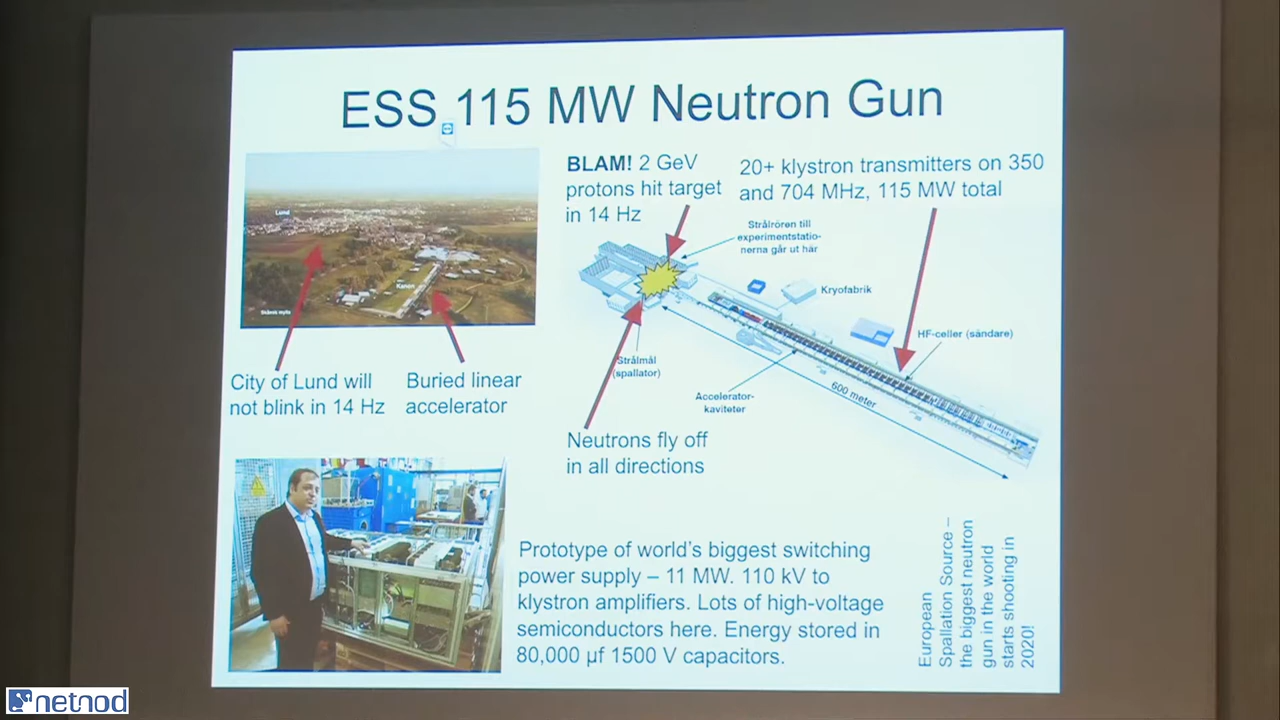 ESS 115 MW Neutron Gun
Lund
Kanon
BLAM! 2 GeV
protons hit target
in 14 Hz
20+ klystron transmitters on 350
and 704 MHz, 115 MW total
Strålrören till
experimentstatio-
nerna går ut här
Kryofabrik
HF-celler (sändare)
Strålmål
(spallator)
Accelerator-
kaviteter
600 meter
City of Lund will
not blink in 14 Hz
Buried linear
accelerator
Neutrons fly off
in all directions
Prototype of world's biggest switching
power supply – 11 MW. 110 kV to
klystron amplifiers. Lots of high-voltage
semiconductors here. Energy stored in
80,000 µf 1500 V capacitors.
European
Spallation Source –
the biggest neutron
gun in the world
starts shooting in
2020!
netnod